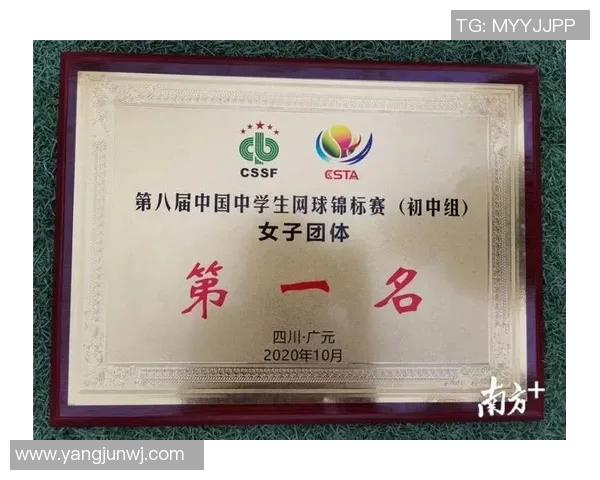 TG: MYYJJPP
CSSF CSTA
第八届中国中学生网球锦标赛（初中组）
女子团体
第一名
四川·广元
2020年10月
南方+
www.yangjunwj.com